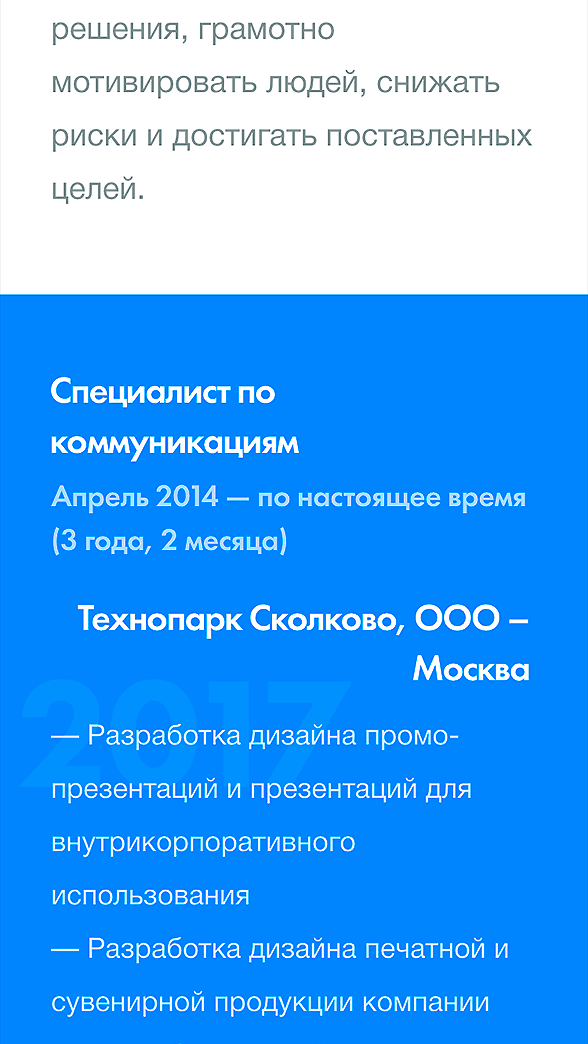 решения, грамотно
мотивировать людей, снижать
риски и достигать поставленных
целей.
Специалист по
коммуникациям
Апрель 2014 — по настоящее время
(3 года, 2 месяца)
Технопарк Сколково, ООО –
Москва
2017
— Разработка дизайна промо-
презентаций и презентаций для
внутрикорпоративного
использования
— Разработка дизайна печатной и
сувенирной продукции компании